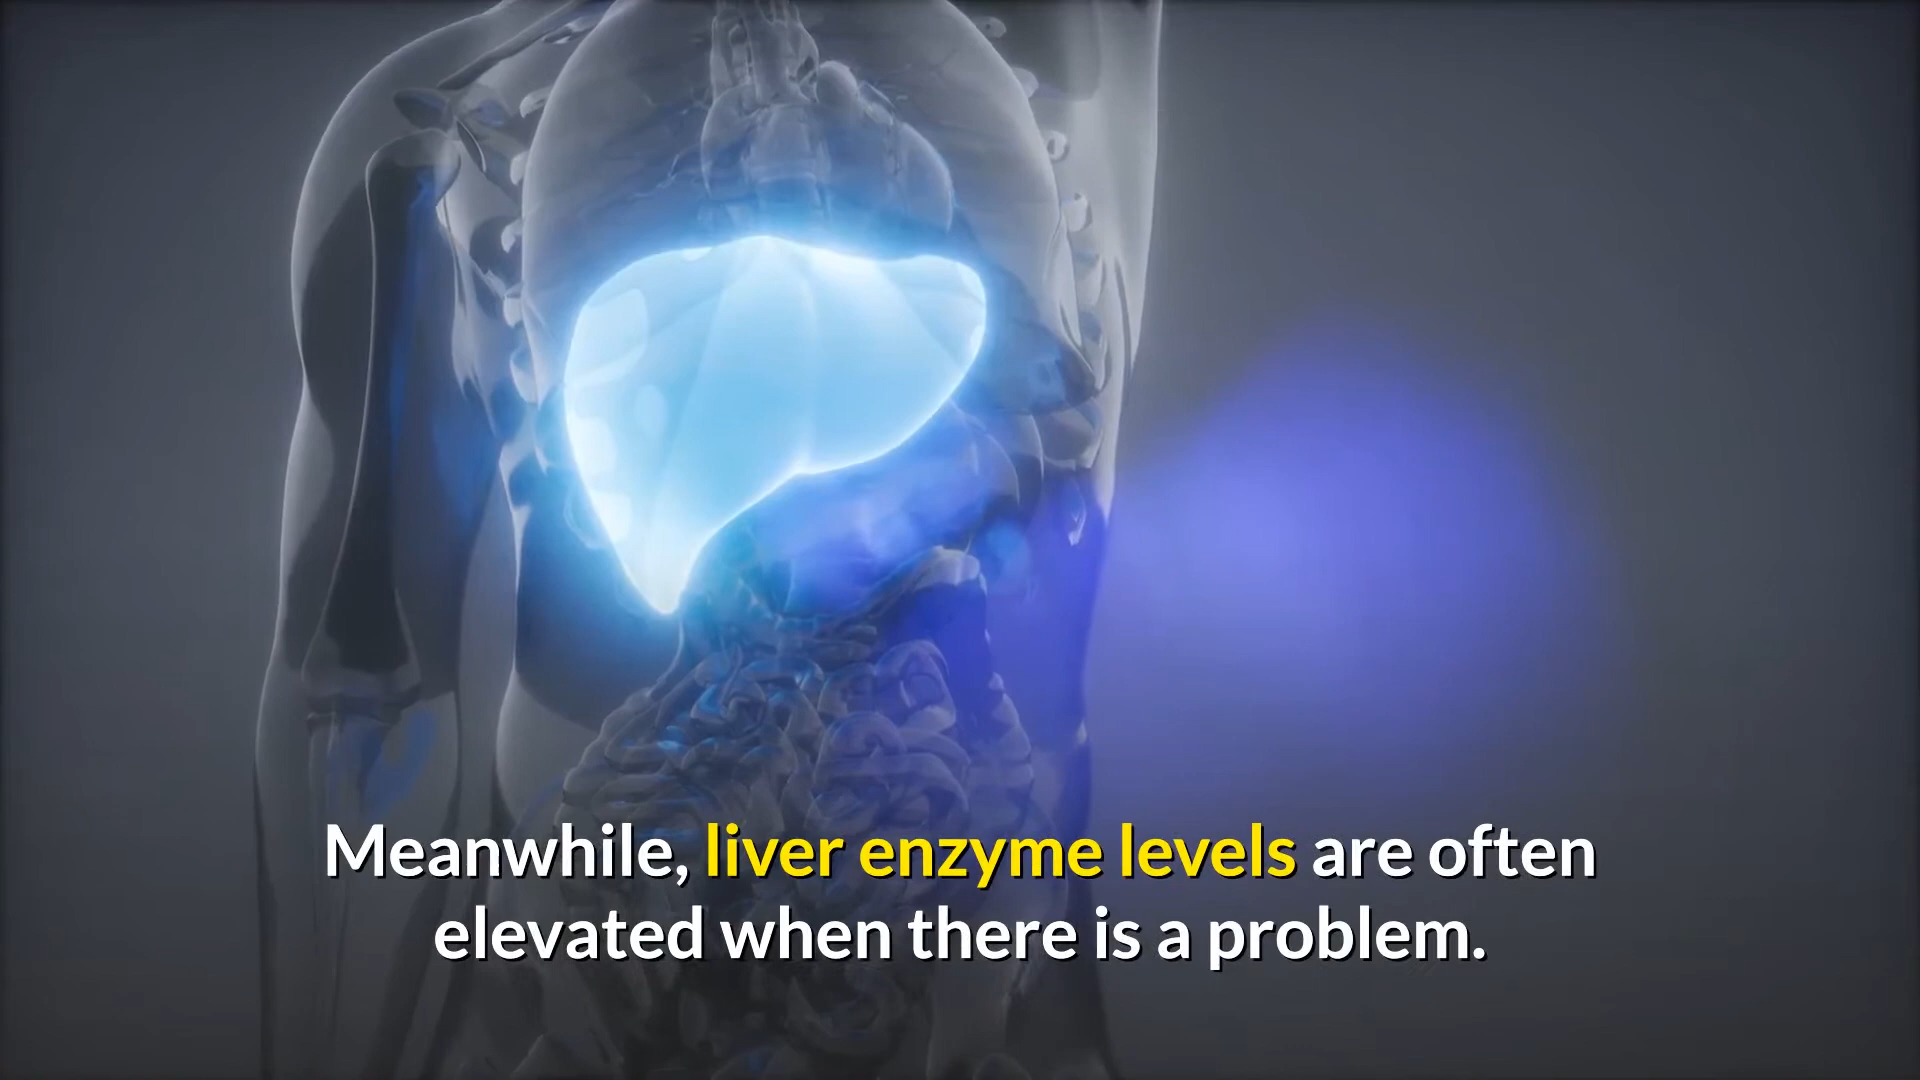 Meanwhile, liver enzyme levels are often
elevated when there is a problem.